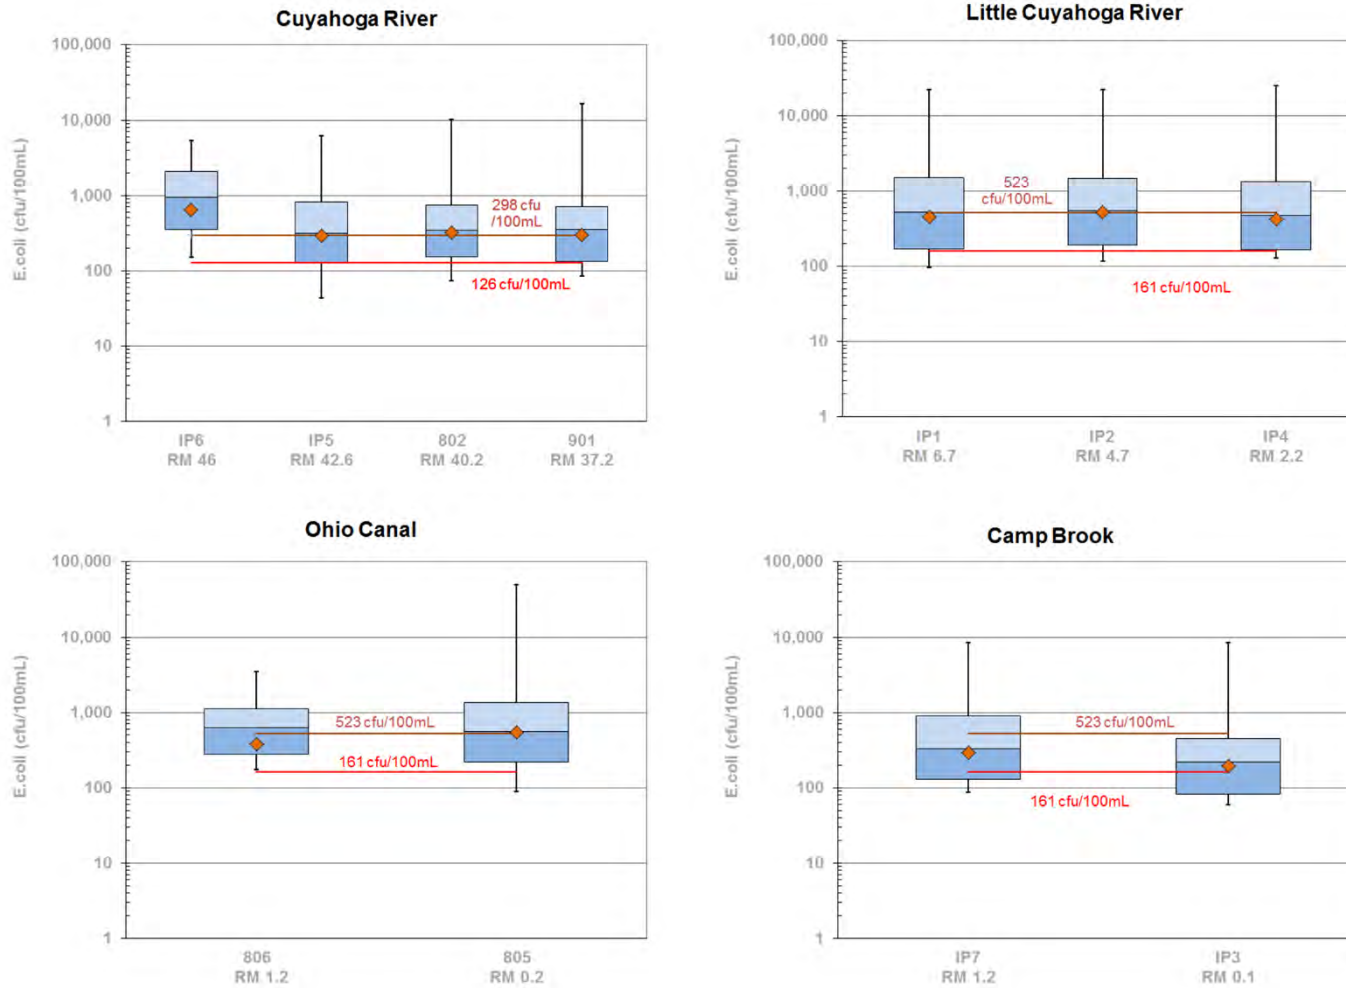 Cuyahoga River
E.coli (cfu/100mL)
100,000
10,000
1,000
100
10
1
298 cfu
/100mL
126 cfu/100mL
IP6 IP5 802 901
RM 46 RM 42.6 RM 40.2 RM 37.2
Little Cuyahoga River
E.coli (cfu/100mL)
100,000
10,000
1,000
100
10
1
523
cfu/100mL
161 cfu/100mL
IP1 IP2 IP4
RM 6.7 RM 4.7 RM 2.2
Ohio Canal
E.coli (cfu/100mL)
100,000
10,000
1,000
100
10
1
523 cfu/100mL
161 cfu/100mL
806 805
RM 1.2 RM 0.2
Camp Brook
E.coli (cfu/100mL)
100,000
10,000
1,000
100
10
1
523 cfu/100mL
161 cfu/100mL
IP7 IP3
RM 1.2 RM 0.1